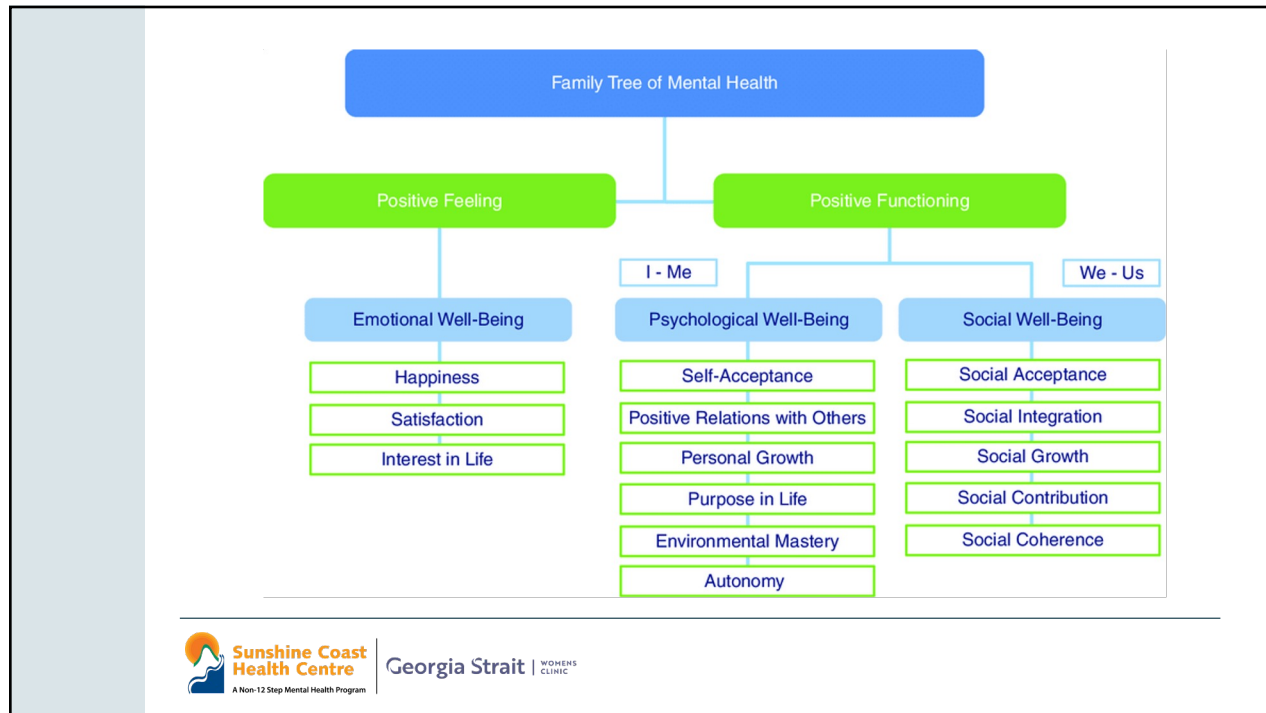 Family Tree of Mental Health
Positive Feeling
Positive Functioning
I - Me
We - Us
Emotional Well-Being
Psychological Well-Being
Social Well-Being
Happiness
Satisfaction
Interest in Life
Self-Acceptance
Positive Relations with Others
Personal Growth
Purpose in Life
Environmental Mastery
Autonomy
Social Acceptance
Social Integration
Social Growth
Social Contribution
Social Coherence
Sunshine Coast
Health Centre
A Non-12 Step Mental Health Program
Georgia Strait | WOMENS
CLINIC